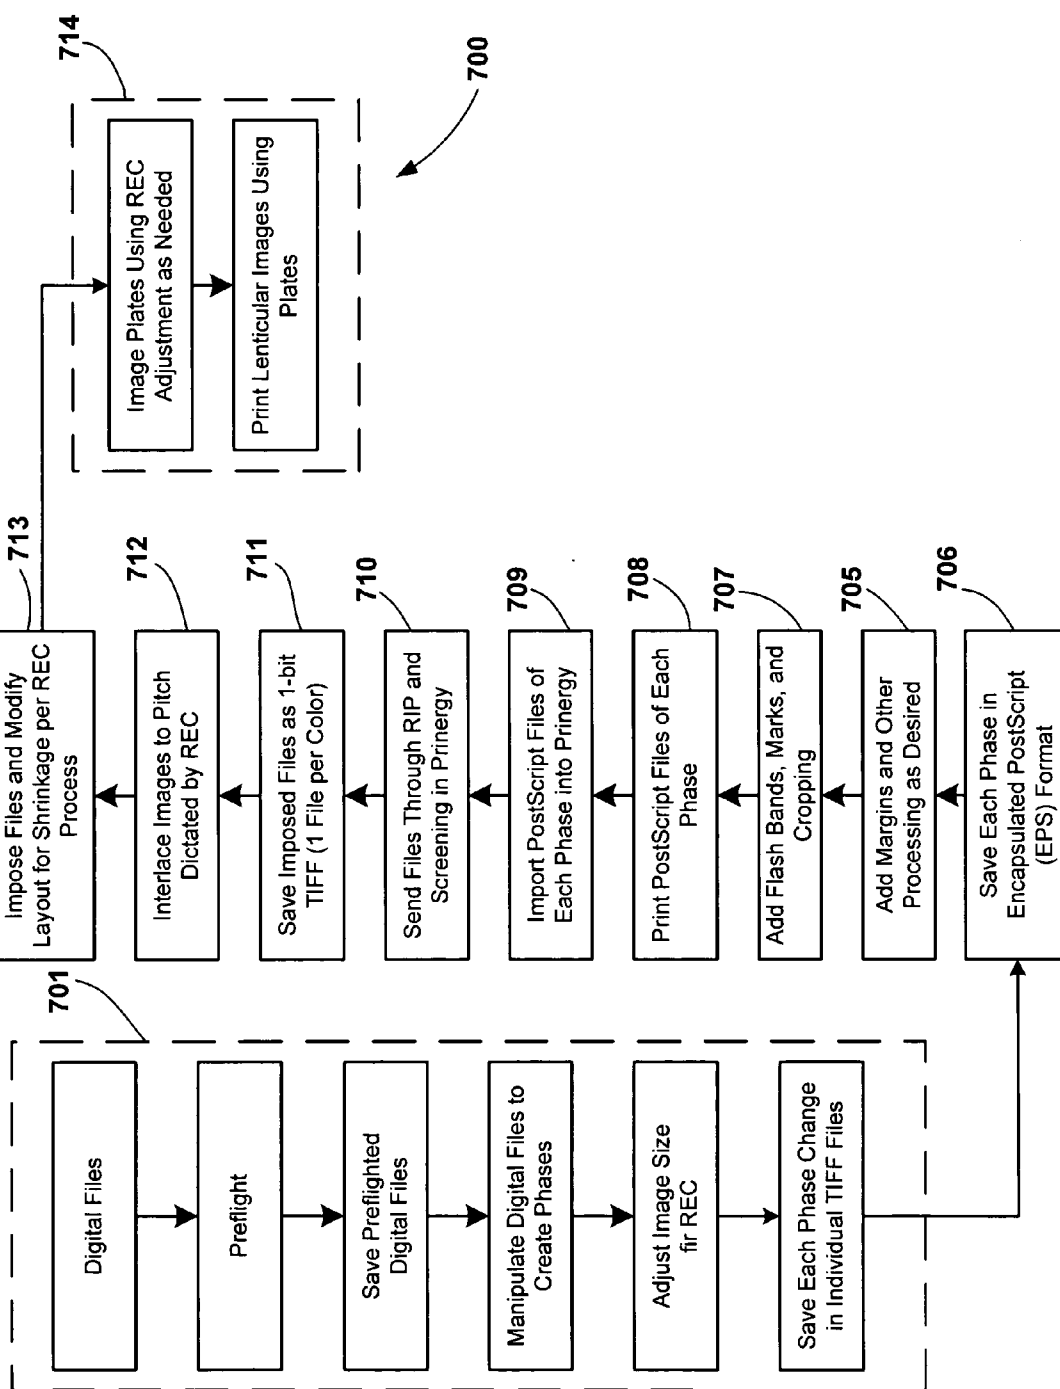 701
Digital Files
Preflight
Save Preflighted
Digital Files
Manipulate Digital Files to
Create Phases
Adjust Image Size
fir REC
Save Each Phase Change
in Individual TIFF Files
706
Save Each Phase in
Encapsulated PostScript
(EPS) Format
705
Add Margins and Other
Processing as Desired
707
Add Flash Bands, Marks, and
Cropping
708
Print PostScript Files of Each
Phase
709
Import PostScript Files of
Each Phase into Prinergy
710
Send Files Through RIP and
Screening in Prinergy
711
Save Imposed Files as 1-bit
TIFF (1 File per Color)
712
Interlace Images to Pitch
Dictated by REC
713
Impose Files and Modify
Layout for Shrinkage per REC
Process
714
Image Plates Using REC
Adjustment as Needed
Print Lenticular Images Using
Plates
700